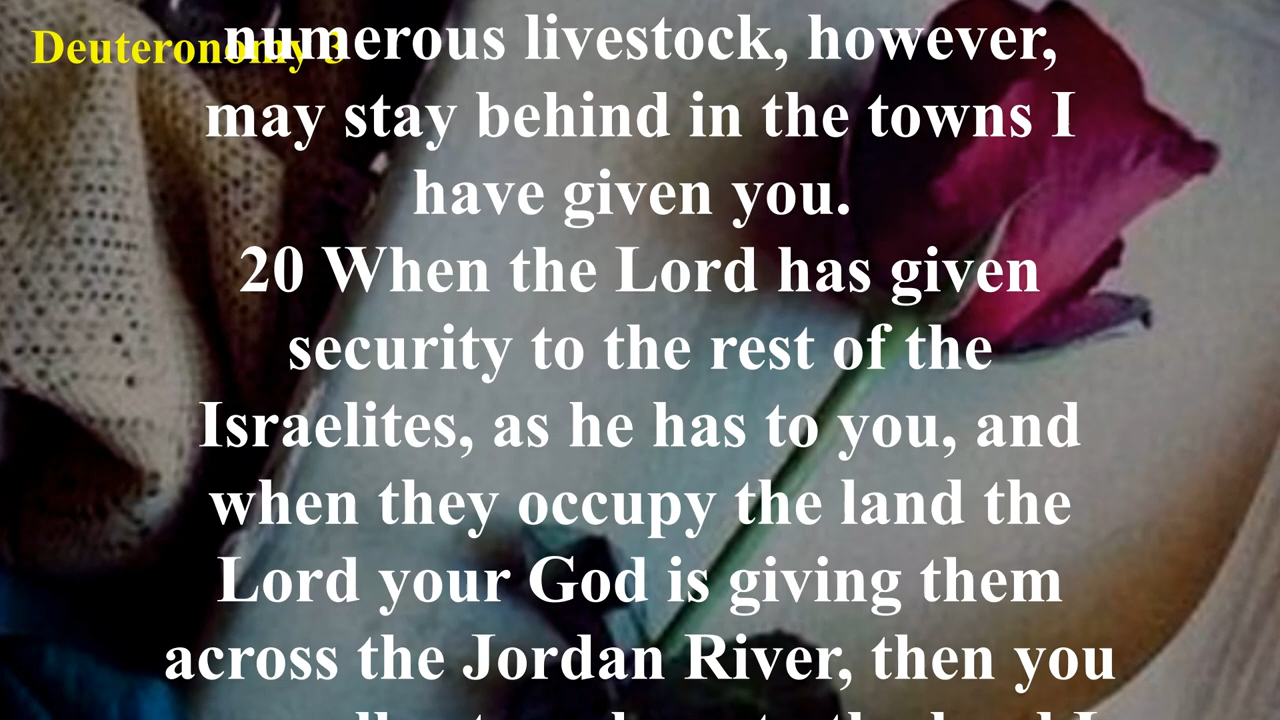 Deuteronomy 3
numerous livestock, however,
may stay behind in the towns I
have given you.
20 When the Lord has given
security to the rest of the
Israelites, as he has to you, and
when they occupy the land the
Lord your God is giving them
across the Jordan River, then you